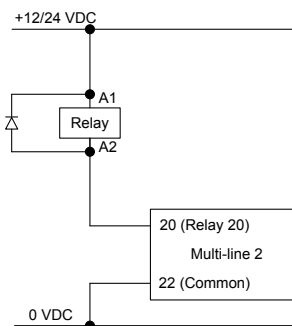 +12/24 VDC
A1
Relay
A2
20 (Relay 20)
Multi-line 2
22 (Common)
0 VDC